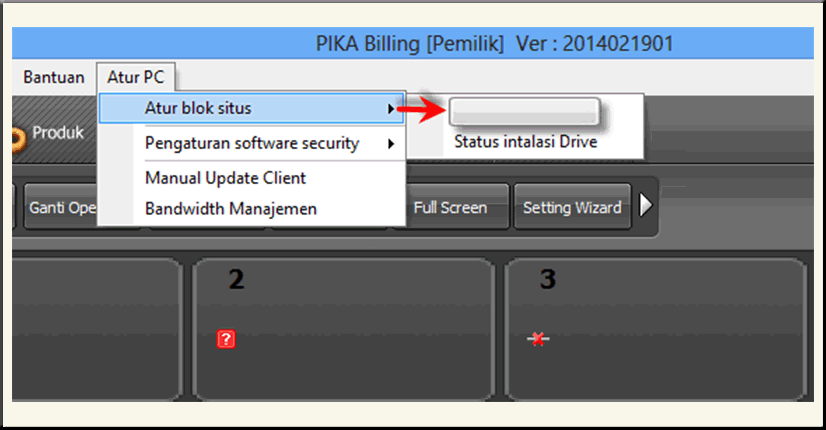 PIKA Billing [Pemilik] Ver : 2014021901
Bantuan Atur PC
Atur blok situs
Produk
Pengaturan software security
Status intalasi Drive
Manual Update Client
Bandwidth Manajemen
Ganti Ope
Full Screen
Setting Wizard
2
3
?